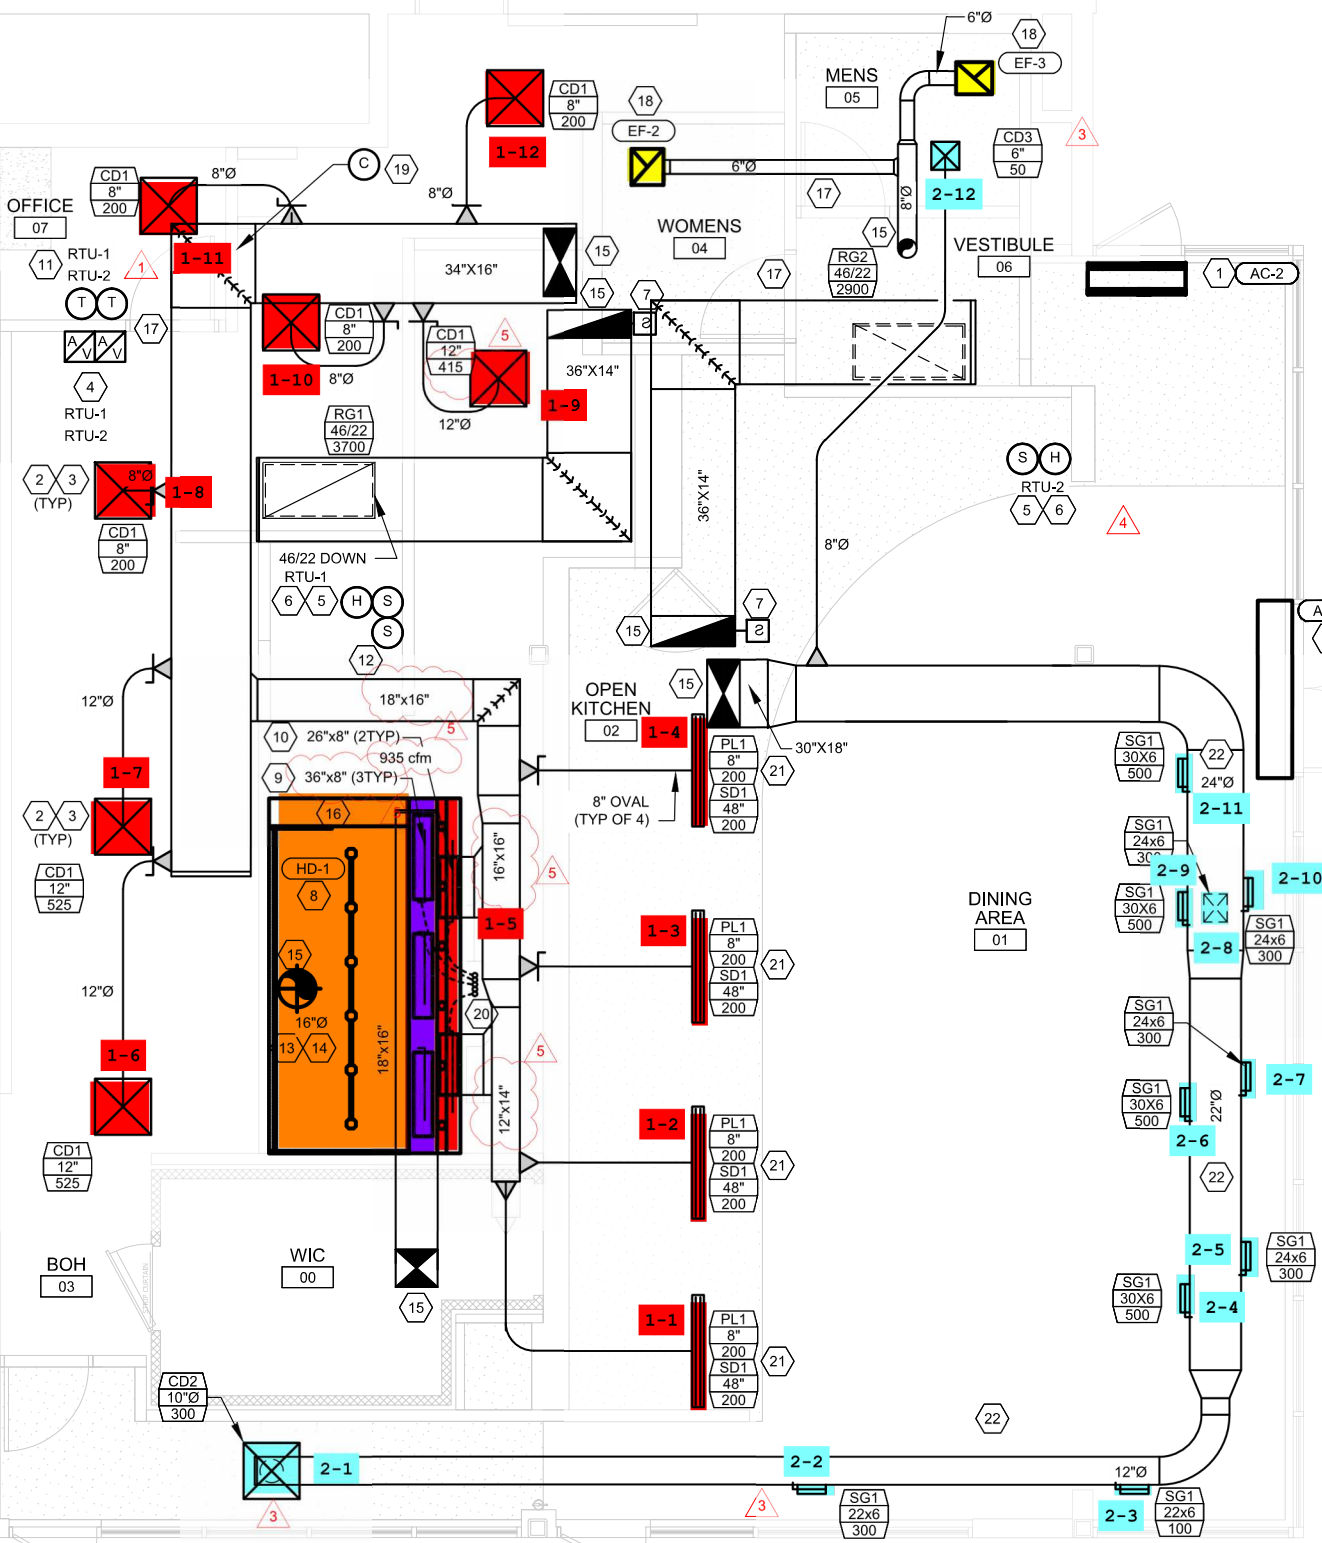 6"Ø
18
EF-3
MENS
05
CD1
8"
200
18
EF-2
1-12
3
CD3
6"
50
6"Ø
8"Ø
2-12
17
C
19
8"Ø
CD1
8"
200
8"Ø
OFFICE
07
WOMENS
04
15
VESTIBULE
06
RG2
46/22
2900
11
RTU-1
RTU-2
1
1-11
34"X16"
15
15
17
7
S
1
AC-2
T
T
17
A
V
A
V
4
RTU-1
RTU-2
CD1
8"
200
CD1
12"
415
5
36"X14"
1-10
8"Ø
1-9
12"Ø
RG1
46/22
3700
2
3
(TYP)
8"Ø
1-8
CD1
8"
200
36"X14"
S
H
RTU-2
5
6
4
8"Ø
46/22 DOWN
RTU-1
6
5
H
S
S
12
15
7
S
18"x16"
12"Ø
OPEN
KITCHEN
02
15
1-4
30"X18"
10
26"x8" (2TYP)
5
935 cfm
9
36"x8" (3TYP)
PL1
8"
200
SD1
48"
200
21
8" OVAL
(TYP OF 4)
SG1
30X6
500
22
24"Ø
2-11
1-7
2
3
(TYP)
CD1
12"
525
16
HD-1
8
16"x16"
5
SG1
24x6
2-9
2-10
SG1
30X6
500
DINING
AREA
01
1-5
1-3
PL1
8"
200
SD1
48"
200
21
2-8
SG1
24x6
300
15
16"Ø
13
14
18"x16"
20
12"Ø
1-6
5
SG1
24x6
300
2-7
22"Ø
12"x14"
1-2
PL1
8"
200
SD1
48"
200
21
SG1
30X6
500
2-6
22
CD1
12"
525
BOH
03
STRIP CURTAIN
WIC
00
15
2-5
SG1
24x6
300
SG1
30X6
500
2-4
1-1
PL1
8"
200
SD1
48"
200
21
CD2
10"Ø
300
22
2-1
2-2
12"Ø
3
3
SG1
22x6
300
2-3
SG1
22x6
100